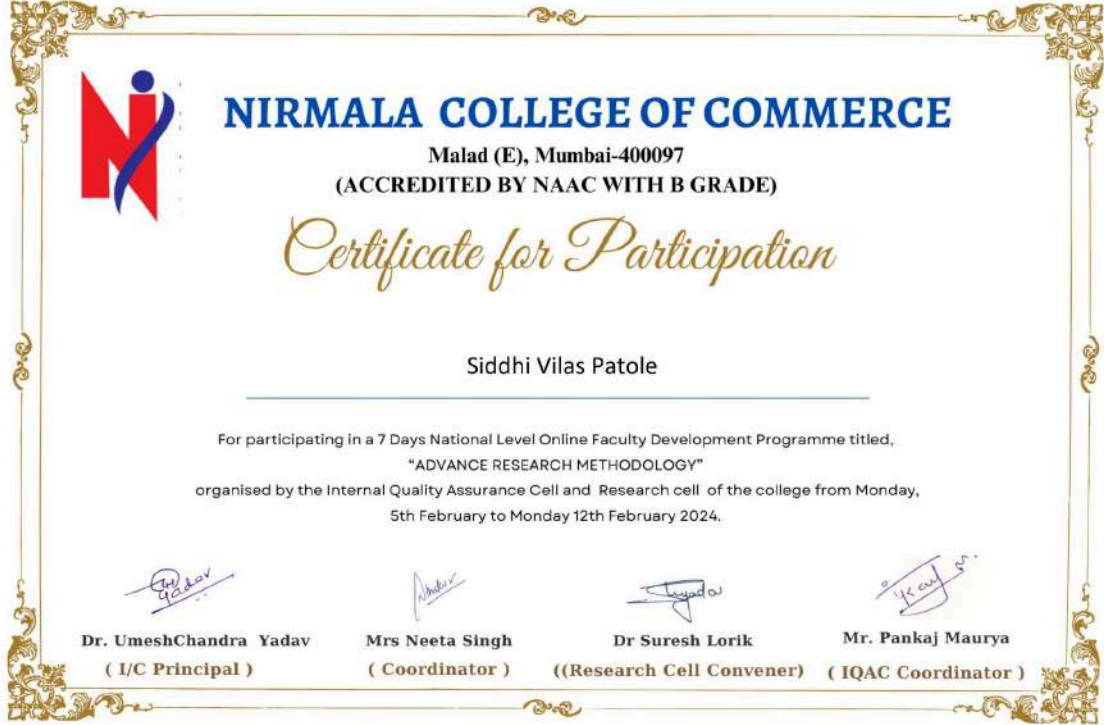 NIRMALA COLLEGE OF COMMERCE
Malad (E), Mumbai-400097
(ACCREDITED BY NAAC WITH B GRADE)
Certificate for Participation
Siddhi Vilas Patole
For participating in a 7 Days National Level Online Faculty Development Programme titled,
“ADVANCE RESEARCH METHODOLOGY”
organised by the Internal Quality Assurance Cell and Research cell of the college from Monday,
5th February to Monday 12th February 2024.
Dr. UmeshChandra Yadav
Mrs Neeta Singh
Dr Suresh Lorik
Mr. Pankaj Maurya
( I/C Principal )
( Coordinator )
((Research Cell Convener)
( IQAC Coordinator )